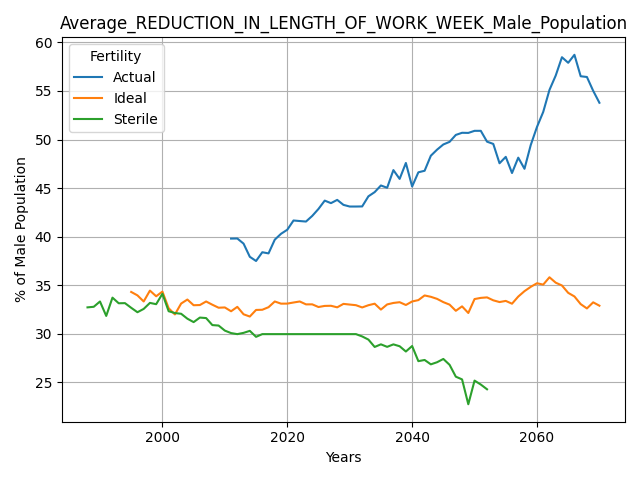 Average_REDUCTION_IN_LENGTH_OF_WORK_WEEK_Male_Population
Fertility
Actual
Ideal
Sterile
% of Male Population
60
55
50
45
40
35
30
25
2000
2020
2040
2060
Years